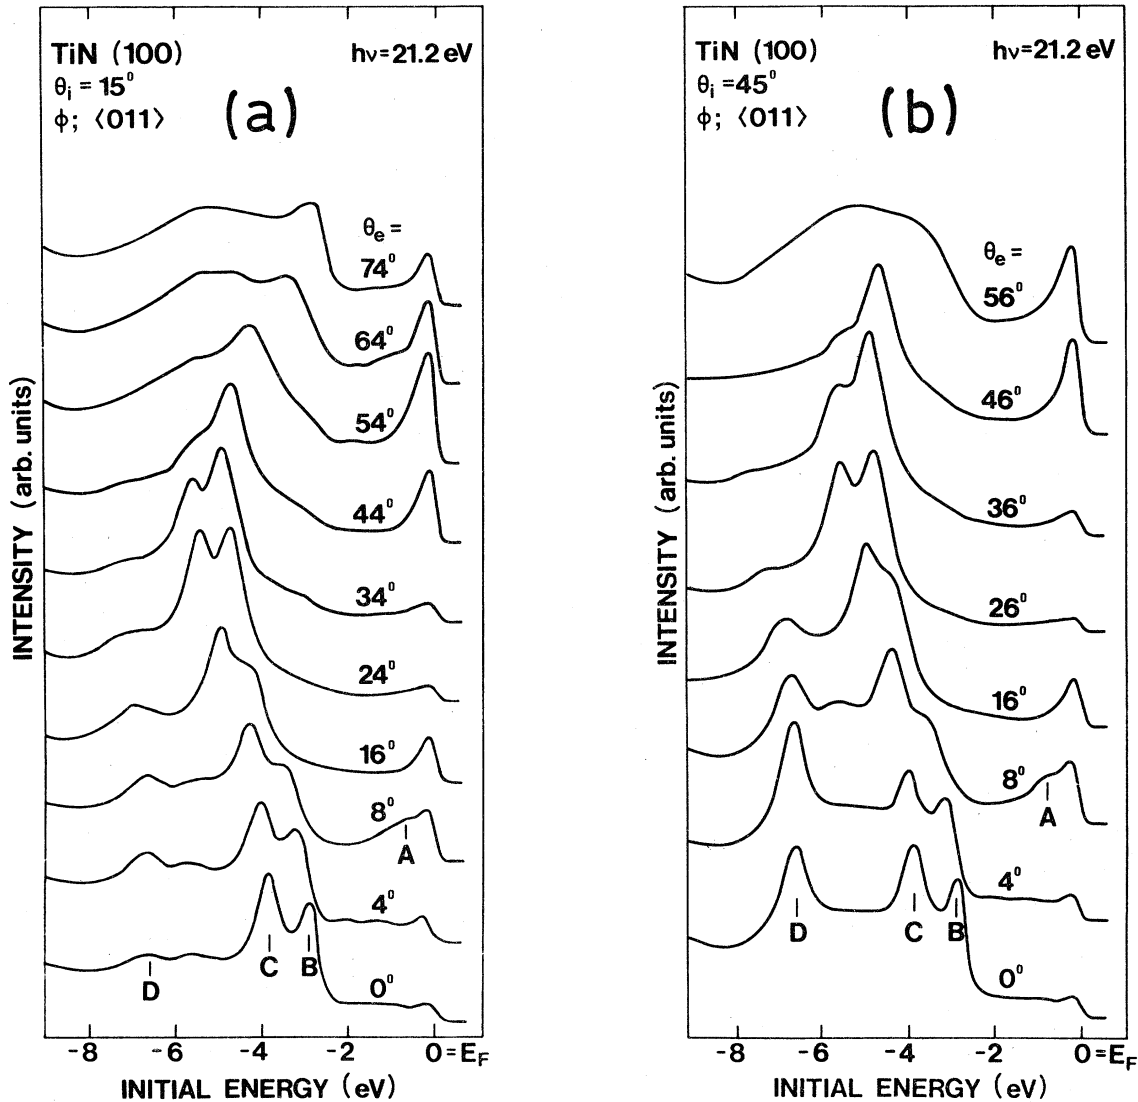 TiN (100) hν=21.2 eV
θi = 15°
φ; ⟨011⟩
(a)
θe =
74°
64°
54°
44°
34°
24°
16°
8°
A
4°
C B
D
0°
-8 -6 -4 -2 0=EF
INITIAL ENERGY (eV)
INTENSITY (arb. units)
TiN (100) hν=21.2 eV
θi =45°
φ; ⟨011⟩
(b)
θe =
56°
46°
36°
26°
16°
8°
A
4°
D C B
0°
-8 -6 -4 -2 0=EF
INITIAL ENERGY (eV)
INTENSITY (arb. units)